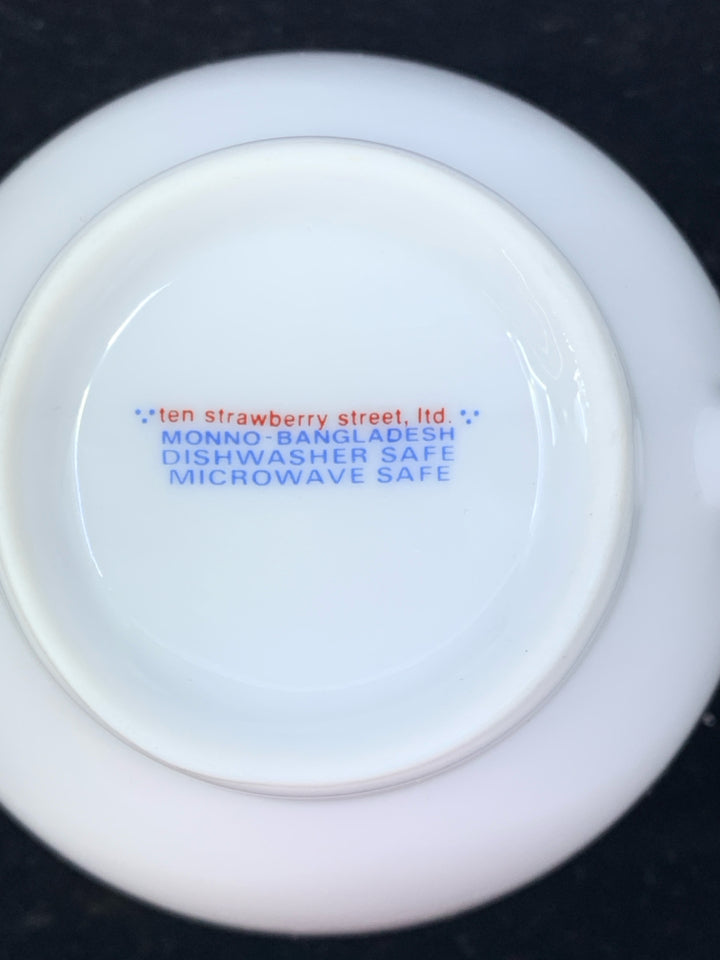 ten strawberry street, ltd.
MONNO-BANGLADESH
DISHWASHER SAFE
MICROWAVE SAFE